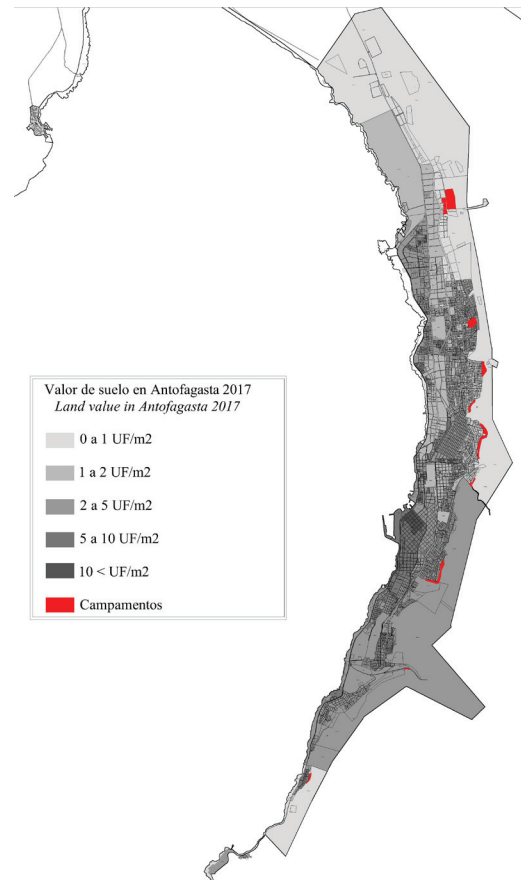 Valor de suelo en Antofagasta 2017
Land value in Antofagasta 2017
0 a 1 UF/m2
1 a 2 UF/m2
2 a 5 UF/m2
5 a 10 UF/m2
10 < UF/m2
Campamentos